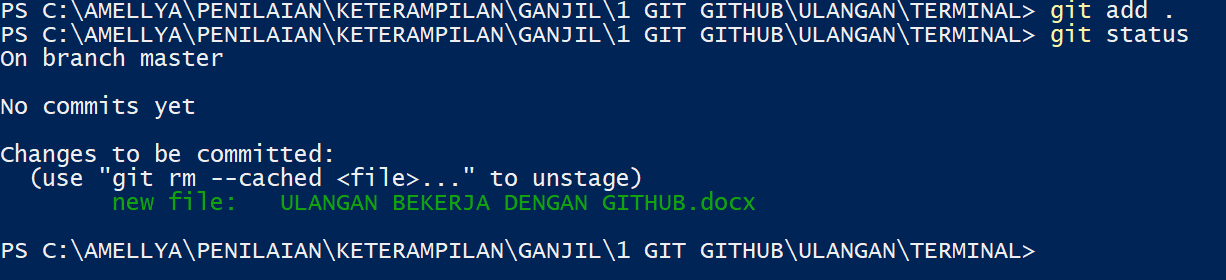 PS C:\AMELLYA\PENILAIAN\KETERAMPILAN\GANJIL\1 GIT GITHUB\ULANGAN\TERMINAL> git add .
PS C:\AMELLYA\PENILAIAN\KETERAMPILAN\GANJIL\1 GIT GITHUB\ULANGAN\TERMINAL> git status
On branch master
No commits yet
Changes to be committed:
  (use "git rm --cached <file>..." to unstage)
        new file:   ULANGAN BEKERJA DENGAN GITHUB.docx
PS C:\AMELLYA\PENILAIAN\KETERAMPILAN\GANJIL\1 GIT GITHUB\ULANGAN\TERMINAL>